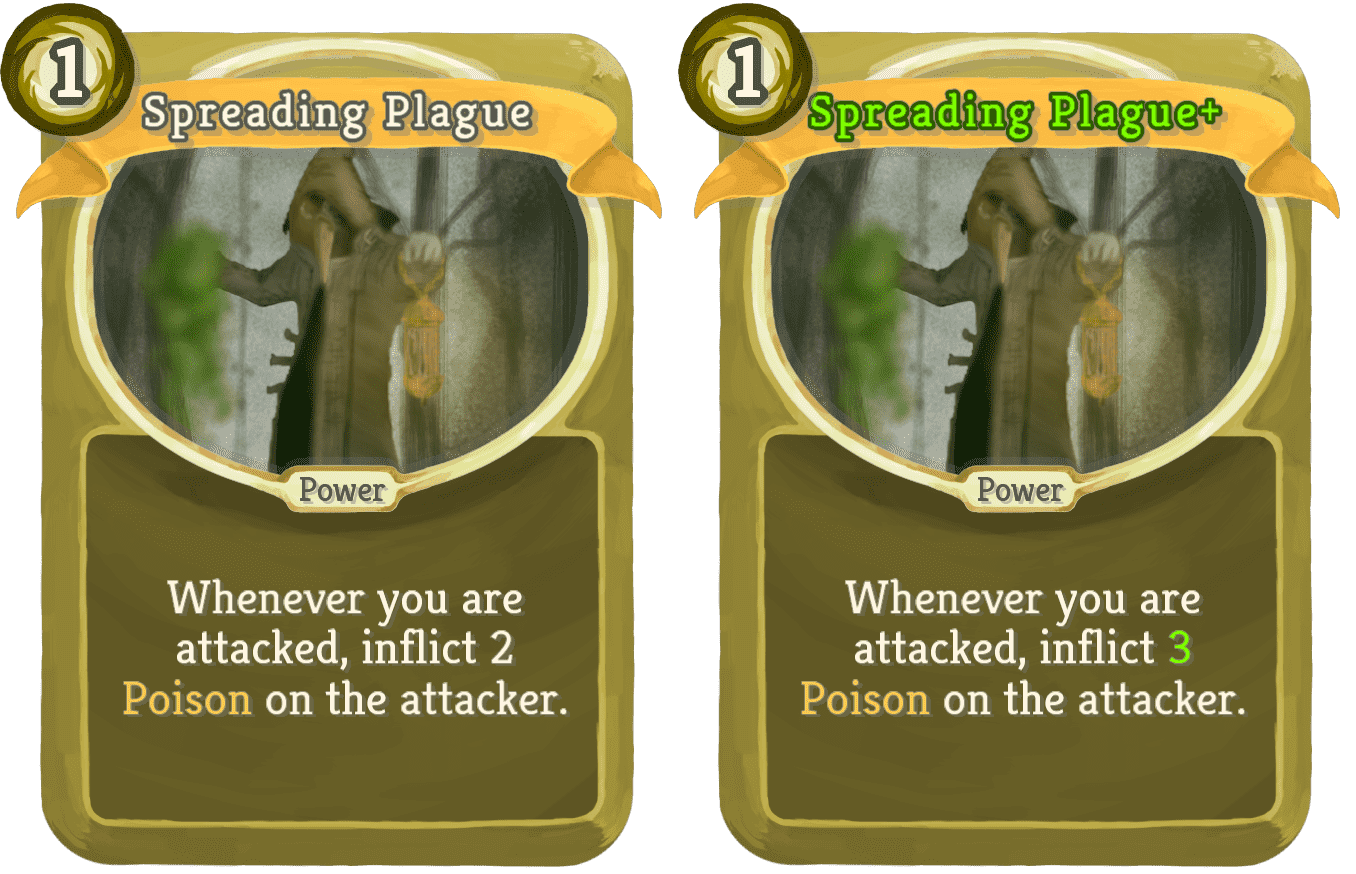 1
Spreading Plague
Power
Whenever you are
attacked, inflict 2
Poison on the attacker.
1
Spreading Plague+
Power
Whenever you are
attacked, inflict 3
Poison on the attacker.